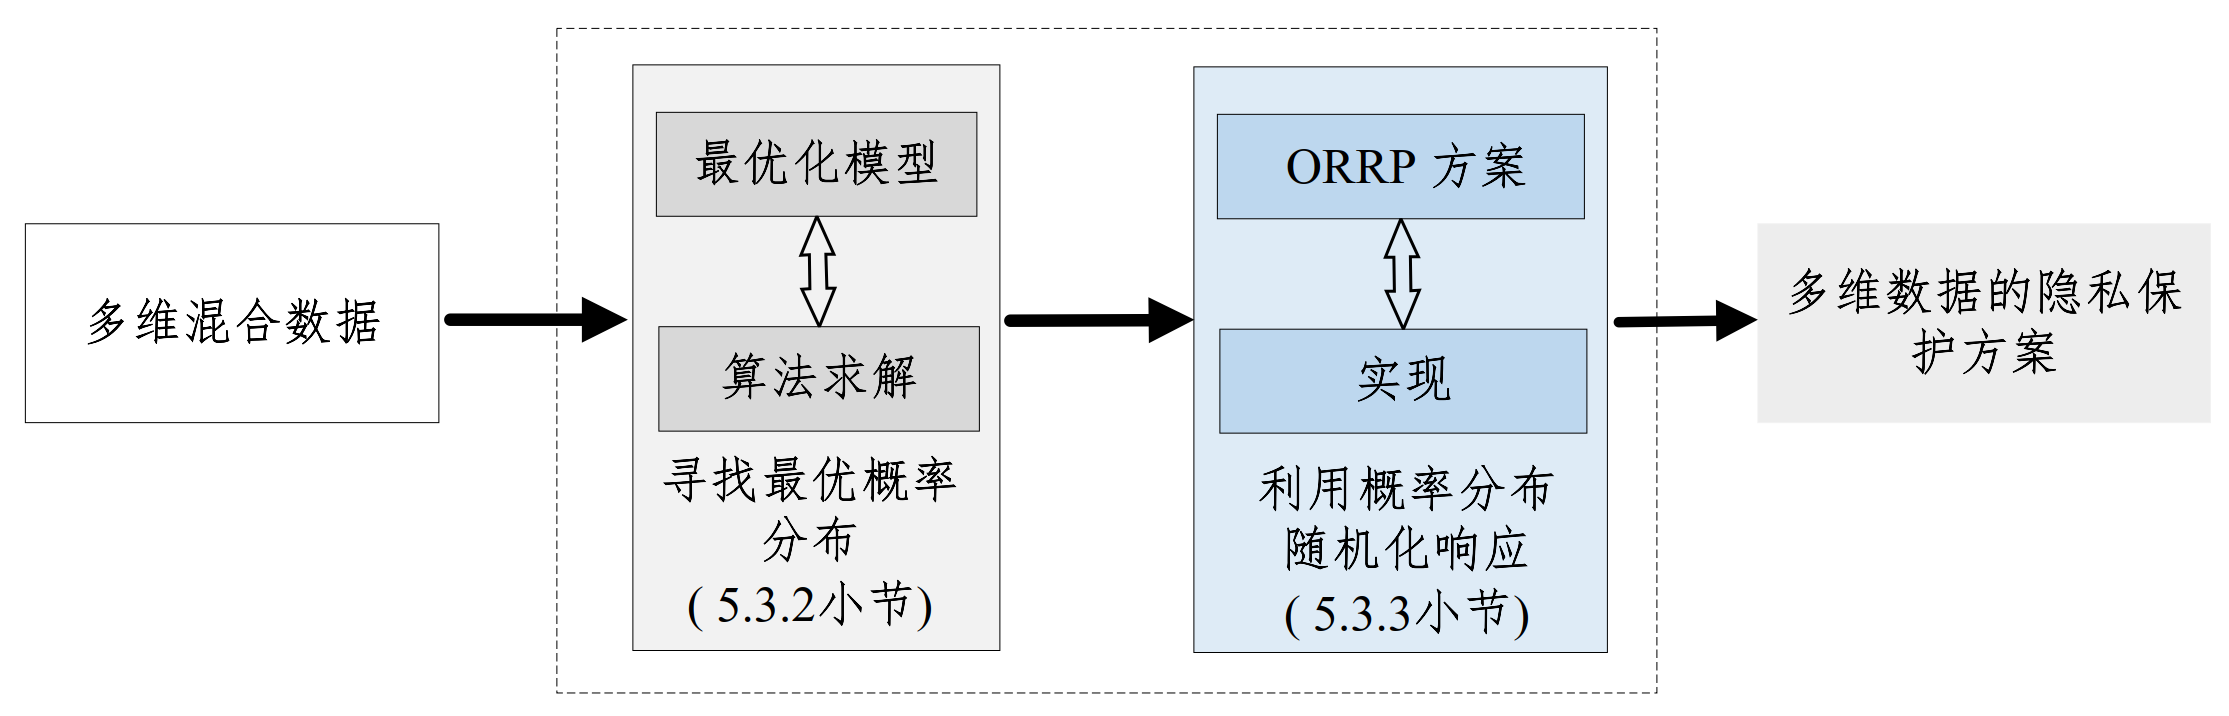 多维混合数据
最优化模型
算法求解
寻找最优概率
分布
( 5.3.2小节)
ORRP 方案
实现
利用概率分布
随机化响应
( 5.3.3小节)
多维数据的隐私保
护方案